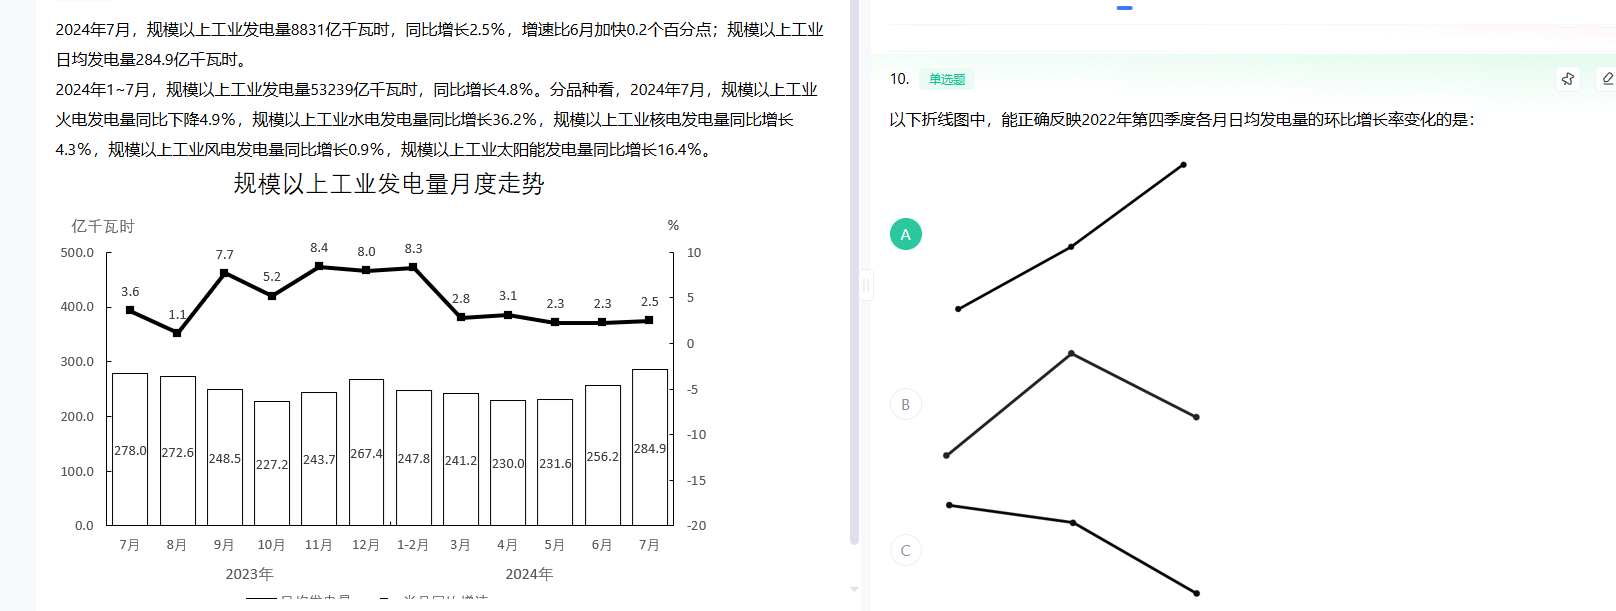 2024年7月，规模以上工业发电量8831亿千瓦时，同比增长2.5%，增速比6月加快0.2个百分点；规模以上工业
日均发电量284.9亿千瓦时。
2024年1~7月，规模以上工业发电量53239亿千瓦时，同比增长4.8%。分品种看，2024年7月，规模以上工业
火电发电量同比下降4.9%，规模以上工业水电发电量同比增长36.2%，规模以上工业核电发电量同比增长
4.3%，规模以上工业风电发电量同比增长0.9%，规模以上工业太阳能发电量同比增长16.4%。
规模以上工业发电量月度走势
亿千瓦时 %
500.0 400.0 300.0 200.0 100.0 0.0
10 5 0 -5 -10 -15 -20
3.6 1.1 7.7 5.2 8.4 8.0 8.3 2.8 3.1 2.3 2.3 2.5
278.0 272.6 248.5 227.2 243.7 267.4 247.8 241.2 230.0 231.6 256.2 284.9
7月 8月 9月 10月 11月 12月 1-2月 3月 4月 5月 6月 7月
2023年 2024年
10. 单选题
以下折线图中，能正确反映2022年第四季度各月日均发电量的环比增长率变化的是：
A
B
C